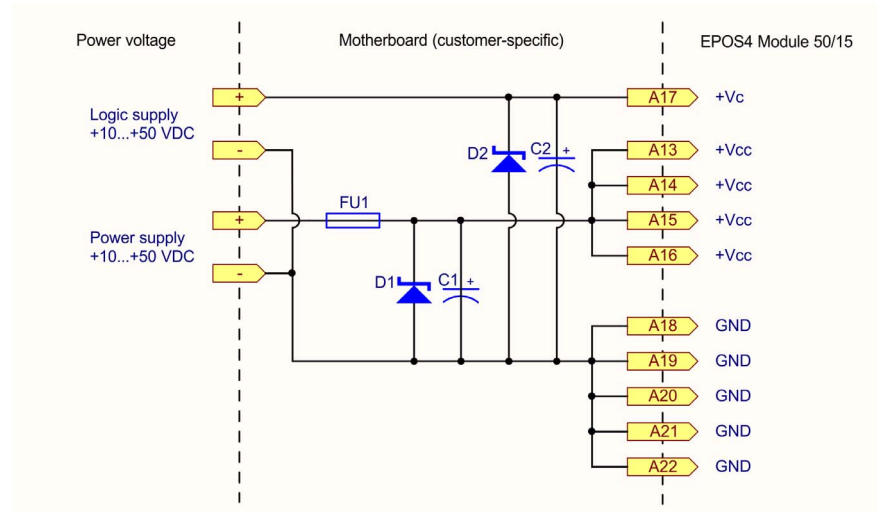 Power voltage
Motherboard (customer-specific)
EPOS4 Module 50/15
+
A17
+Vc
Logic supply
+10...+50 VDC
-
D2
C2
+
A13
+Vcc
A14
+Vcc
FU1
+
A15
+Vcc
Power supply
+10...+50 VDC
A16
+Vcc
-
D1
C1
+
A18
GND
A19
GND
A20
GND
A21
GND
A22
GND